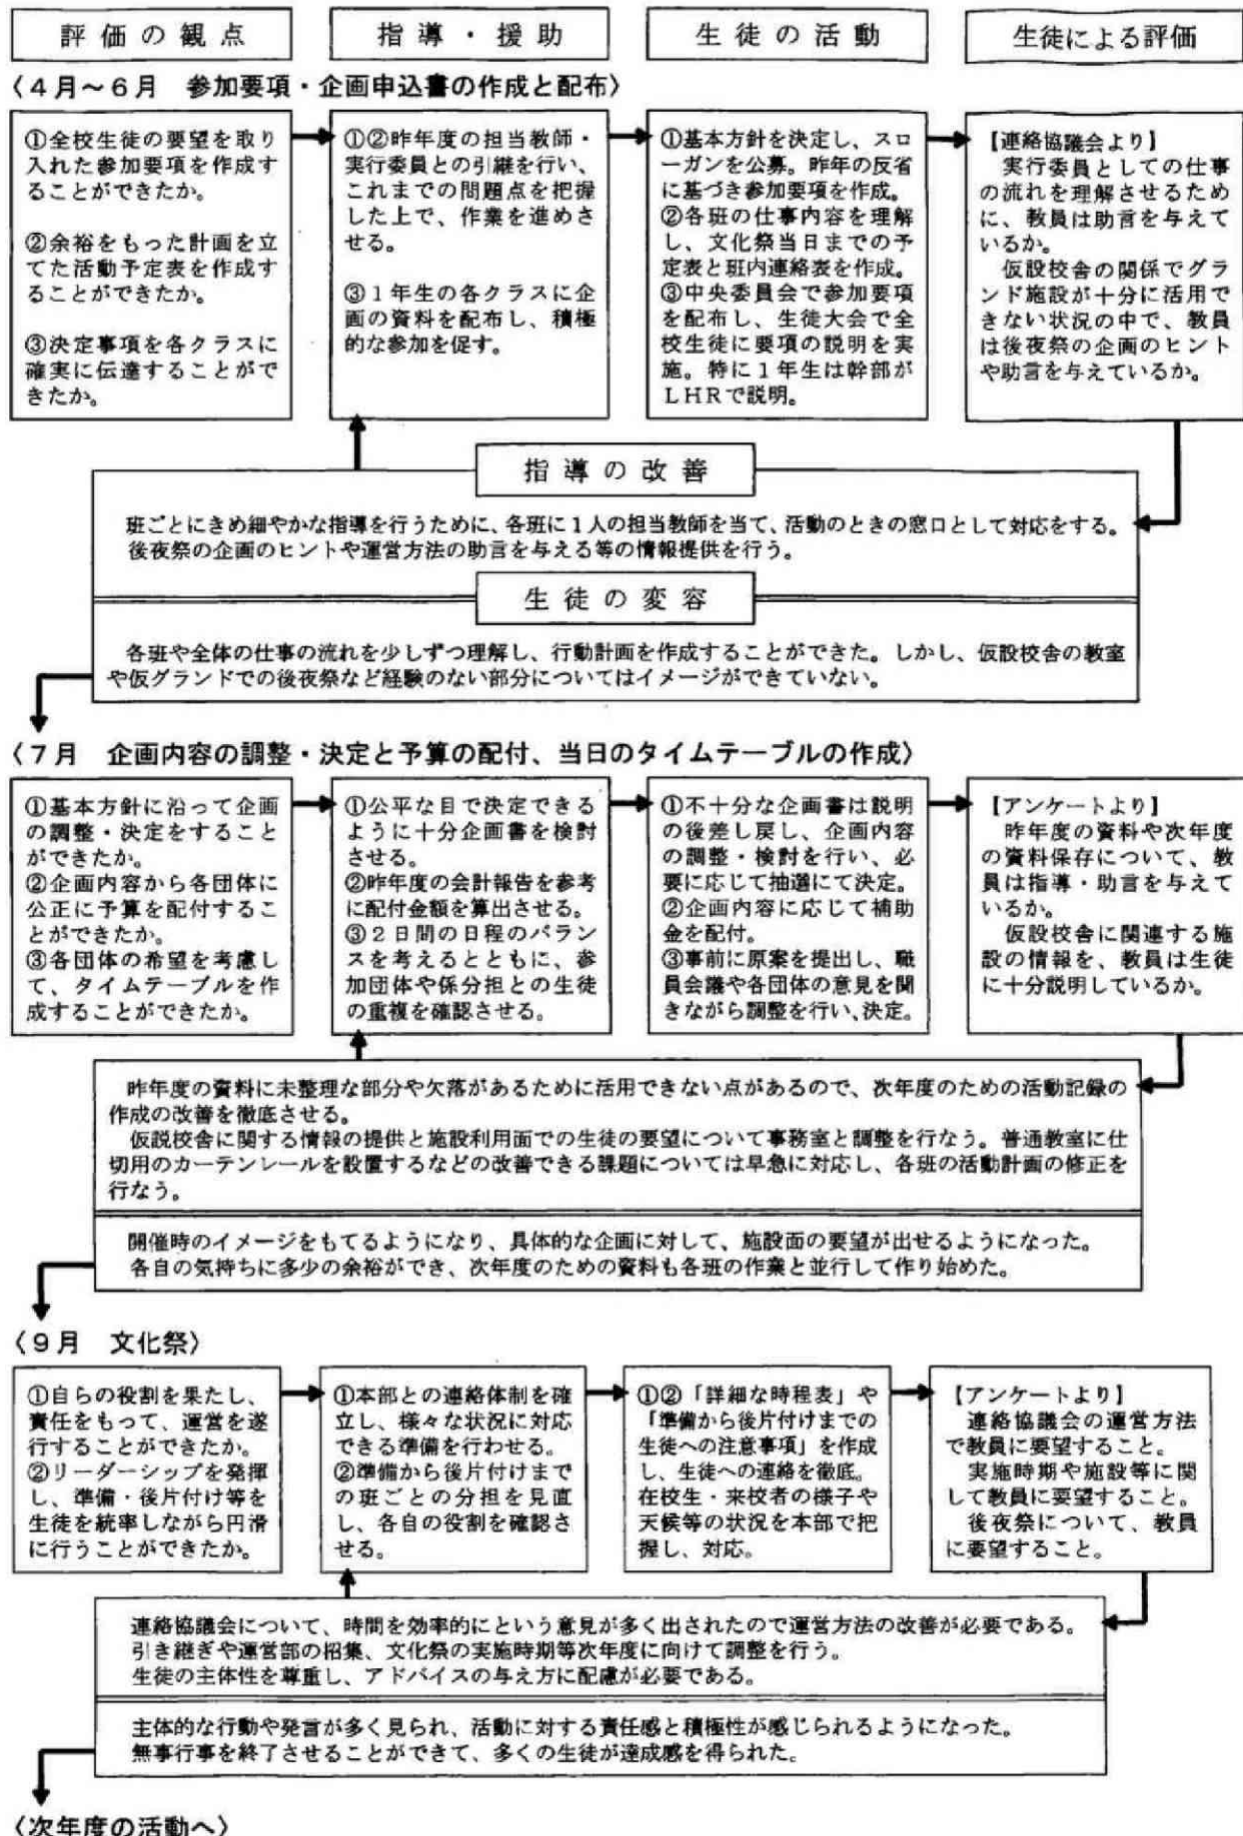 評価の観点
指導・援助
生徒の活動
生徒による評価
〈4月～6月　参加要項・企画申込書の作成と配布〉
①全校生徒の要望を取り
入れた参加要項を作成す
ることができたか。
②余裕をもった計画を立
てた活動予定表を作成す
ることができたか。
③決定事項を各クラスに
確実に伝達することがで
きたか。
①②昨年度の担当教師・
実行委員との引継を行い、
これまでの問題点を把握
した上で、作業を進めさ
せる。
③１年生の各クラスに企
画の資料を配布し、積極
的な参加を促す。
①基本方針を決定し、スロ
ーガンを公募。昨年の反省
に基づき参加要項を作成。
②各班の仕事内容を理解
し、文化祭当日までの予
定表と班内連絡表を作成。
③中央委員会で参加要項
を配布し、生徒大会で全
校生徒に要項の説明を実
施。特に１年生は幹部が
ＬＨＲで説明。
【連絡協議会より】
実行委員としての仕事
の流れを理解させるため
に、教員は助言を与えて
いるか。
仮設校舎の関係でグラ
ンド施設が十分に活用で
きない状況の中で、教員
は後夜祭の企画のヒント
や助言を与えているか。
指導の改善
班ごとにきめ細やかな指導を行うために、各班に１人の担当教師を当て、活動のときの窓口として対応をする。
後夜祭の企画のヒントや運営方法の助言を与える等の情報提供を行う。
生徒の変容
各班や全体の仕事の流れを少しずつ理解し、行動計画を作成することができた。しかし、仮設校舎の教室
や仮グランドでの後夜祭など経験のない部分についてはイメージができていない。
〈7月　企画内容の調整・決定と予算の配付、当日のタイムテーブルの作成〉
①基本方針に沿って企画
の調整・決定をすること
ができたか。
②企画内容から各団体に
公正に予算を配付するこ
とができたか。
③各団体の希望を考慮し
て、タイムテーブルを作
成することができたか。
①公平な目で決定できる
ように十分企画書を検討
させる。
②昨年度の会計報告を参考
に配付金額を算出させる。
③２日間の日程のバラン
スを考えるとともに、参
加団体や係分担との生徒
の重複を確認させる。
①不十分な企画書は説明
の後差し戻し、企画内容
の調整・検討を行い、必
要に応じて抽選にて決定。
②企画内容に応じて補助
金を配付。
③事前に原案を提出し、職
員会議や各団体の意見を聞
きながら調整を行い、決定。
【アンケートより】
昨年度の資料や次年度
の資料保存について、教
員は指導・助言を与えて
いるか。
仮設校舎に関連する施
設の情報を、教員は生徒
に十分説明しているか。
昨年度の資料に未整理な部分や欠落があるために活用できない点があるので、次年度のための活動記録の
作成の改善を徹底させる。
仮説校舎に関する情報の提供と施設利用面での生徒の要望について事務室と調整を行なう。普通教室に仕
切用のカーテンレールを設置するなどの改善できる課題については早急に対応し、各班の活動計画の修正を
行なう。
開催時のイメージをもてるようになり、具体的な企画に対して、施設面の要望が出せるようになった。
各自の気持ちに多少の余裕ができ、次年度のための資料も各班の作業と並行して作り始めた。
〈9月　文化祭〉
①自らの役割を果たし、
責任をもって、運営を遂
行することができたか。
②リーダーシップを発揮
し、準備・後片付け等を
生徒を統率しながら円滑
に行うことができたか。
①本部との連絡体制を確
立し、様々な状況に対応
できる準備を行わせる。
②準備から後片付けまで
の班ごとの分担を見直
し、各自の役割を確認さ
せる。
①②「詳細な時程表」や
「準備から後片付けまでの
生徒への注意事項」を作成
し、生徒への連絡を徹底。
在校生・来校者の様子や
天候等の状況を本部で把
握し、対応。
【アンケートより】
連絡協議会の運営方法
で教員に要望すること。
実施時期や施設等に関
して教員に要望すること。
後夜祭について、教員
に要望すること。
連絡協議会について、時間を効率的にという意見が多く出されたので運営方法の改善が必要である。
引き継ぎや運営部の招集、文化祭の実施時期等次年度に向けて調整を行う。
生徒の主体性を尊重し、アドバイスの与え方に配慮が必要である。
主体的な行動や発言が多く見られ、活動に対する責任感と積極性が感じられるようになった。
無事行事を終了させることができて、多くの生徒が達成感を得られた。
〈次年度の活動へ〉